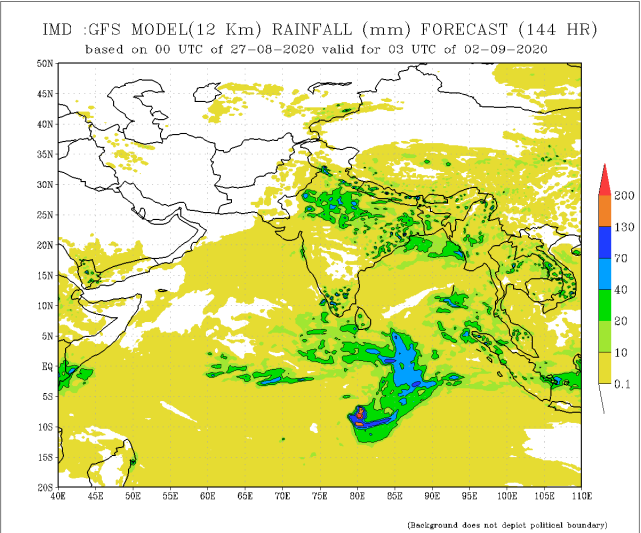 IMD :GFS MODEL(12 Km) RAINFALL (mm) FORECAST (144 HR)
based on 00 UTC of 27-08-2020 valid for 03 UTC of 02-09-2020
50N
45N
40N
35N
30N
25N
20N
15N
10N
5N
EQ
5S
10S
15S
20S
40E 45E 50E 55E 60E 65E 70E 75E 80E 85E 90E 95E 100E 105E 110E
200
130
70
40
20
10
0.1
(Background does not depict political boundary)